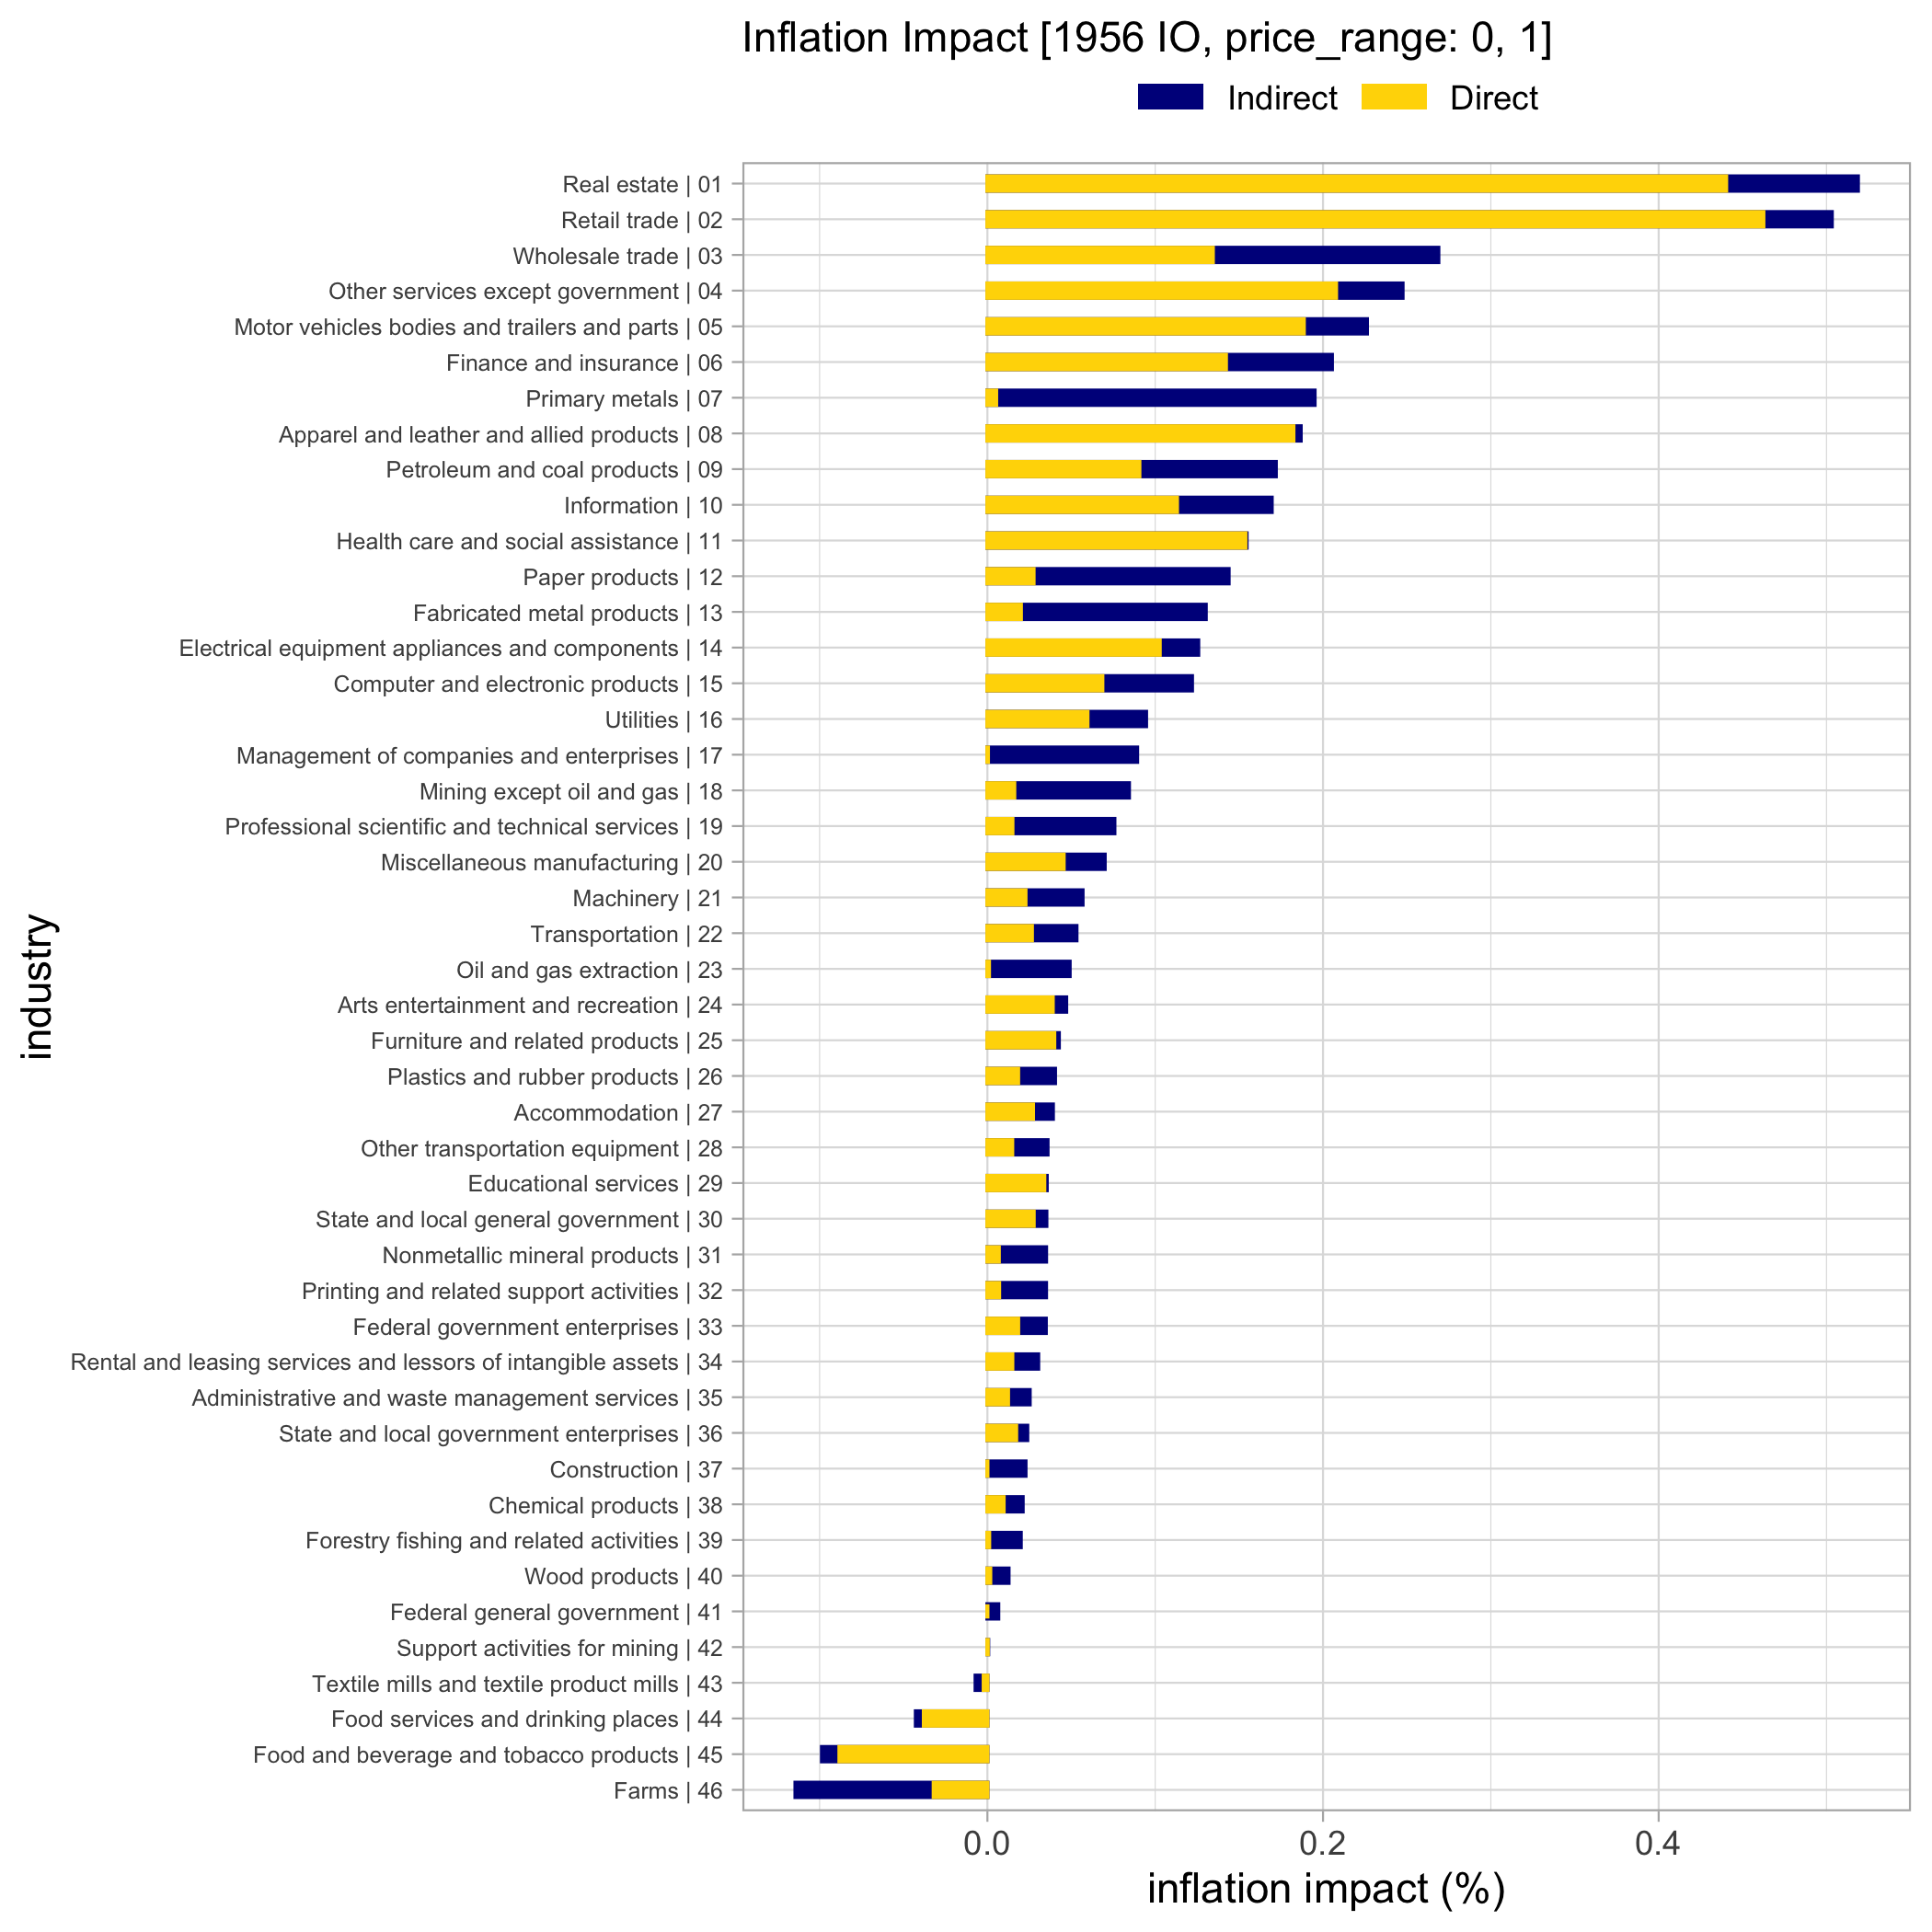 Inflation Impact [1956 IO, price_range: 0, 1]
Indirect Direct
industry
Real estate | 01
Retail trade | 02
Wholesale trade | 03
Other services except government | 04
Motor vehicles bodies and trailers and parts | 05
Finance and insurance | 06
Primary metals | 07
Apparel and leather and allied products | 08
Petroleum and coal products | 09
Information | 10
Health care and social assistance | 11
Paper products | 12
Fabricated metal products | 13
Electrical equipment appliances and components | 14
Computer and electronic products | 15
Utilities | 16
Management of companies and enterprises | 17
Mining except oil and gas | 18
Professional scientific and technical services | 19
Miscellaneous manufacturing | 20
Machinery | 21
Transportation | 22
Oil and gas extraction | 23
Arts entertainment and recreation | 24
Furniture and related products | 25
Plastics and rubber products | 26
Accommodation | 27
Other transportation equipment | 28
Educational services | 29
State and local general government | 30
Nonmetallic mineral products | 31
Printing and related support activities | 32
Federal government enterprises | 33
Rental and leasing services and lessors of intangible assets | 34
Administrative and waste management services | 35
State and local government enterprises | 36
Construction | 37
Chemical products | 38
Forestry fishing and related activities | 39
Wood products | 40
Federal general government | 41
Support activities for mining | 42
Textile mills and textile product mills | 43
Food services and drinking places | 44
Food and beverage and tobacco products | 45
Farms | 46
0.0 0.2 0.4
inflation impact (%)